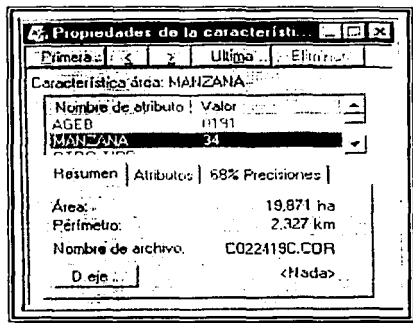 Propiedades de la característi...
Primera < > Ultima Eliminar
Característica área: MANZANA
Nombre de atributo Valor
AGEB 0191
MANZANA 34
Resumen Atributos 68% Precisiones
Área: 19,871 ha
Perímetro: 2,327 km
Nombre de archivo: C022419C.COR
D eje... <Nada>